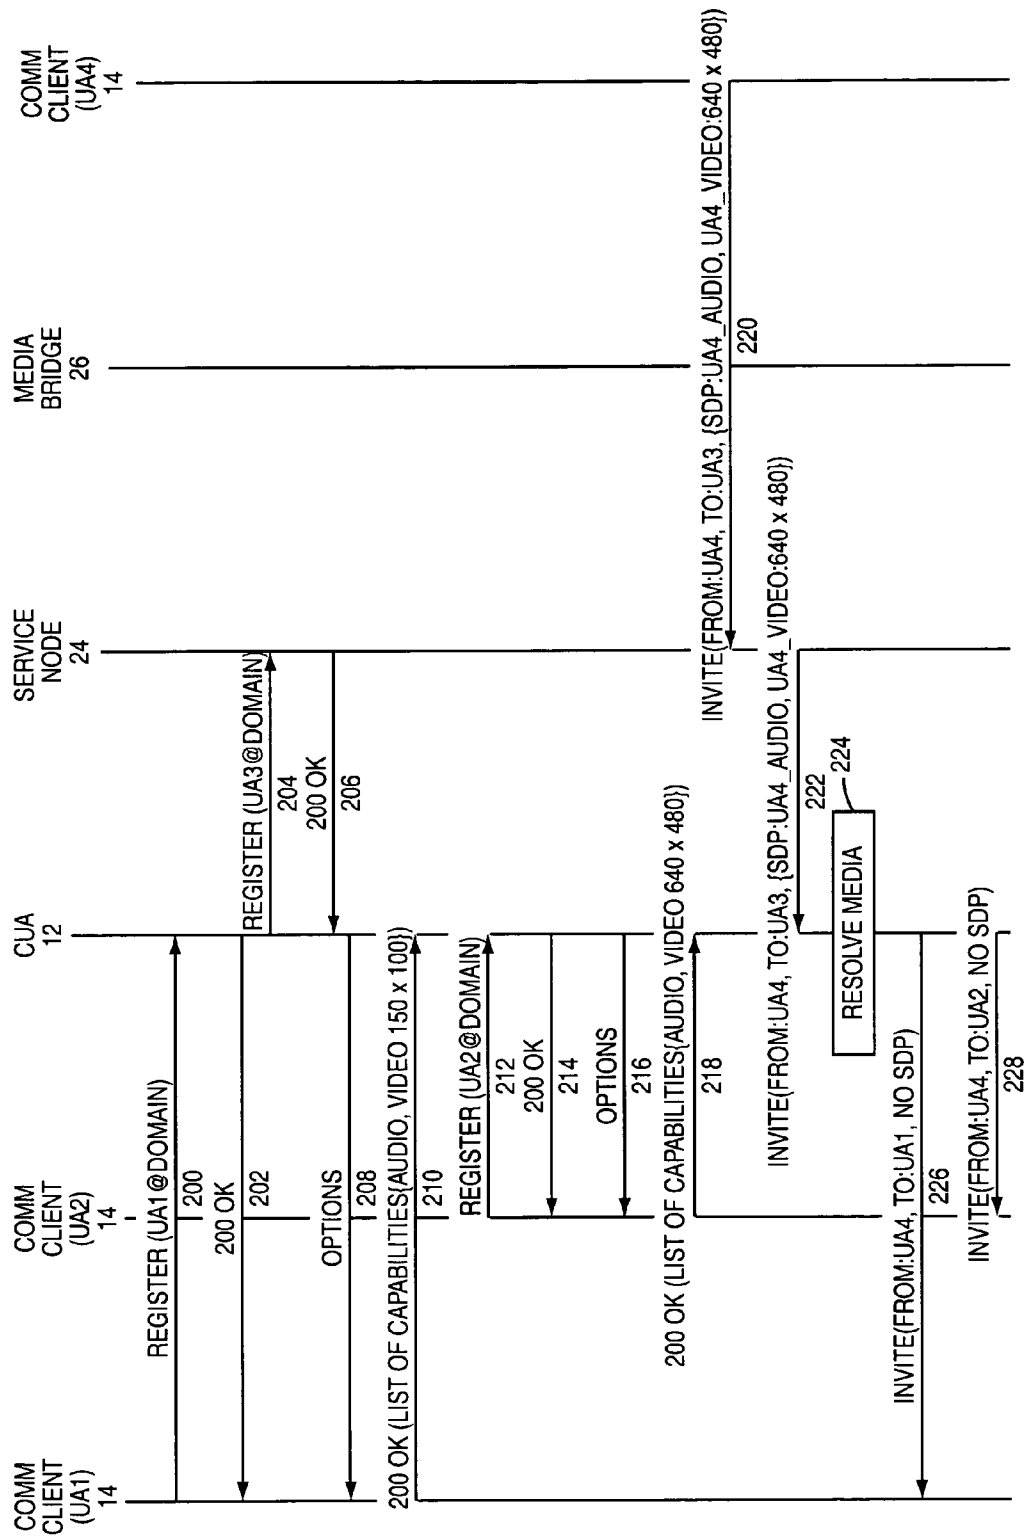 COMM
CLIENT
(UA1)
14
COMM
CLIENT
(UA2)
14
CUA
12
SERVICE
NODE
24
MEDIA
BRIDGE
26
COMM
CLIENT
(UA4)
14
REGISTER (UA1@DOMAIN)
200
200 OK
202
REGISTER (UA3@DOMAIN)
204
200 OK
206
OPTIONS
208
200 OK (LIST OF CAPABILITIES{AUDIO, VIDEO 150 x 100})
210
REGISTER (UA2@DOMAIN)
212
200 OK
214
OPTIONS
216
200 OK (LIST OF CAPABILITIES{AUDIO, VIDEO 640 x 480})
218
INVITE(FROM:UA4, TO:UA3, {SDP:UA4_AUDIO, UA4_VIDEO:640 x 480})
220
INVITE(FROM:UA4, TO:UA3, {SDP:UA4_AUDIO, UA4_VIDEO:640 x 480})
222
RESOLVE MEDIA
224
INVITE(FROM:UA4, TO:UA1, NO SDP)
226
INVITE(FROM:UA4, TO:UA2, NO SDP)
228